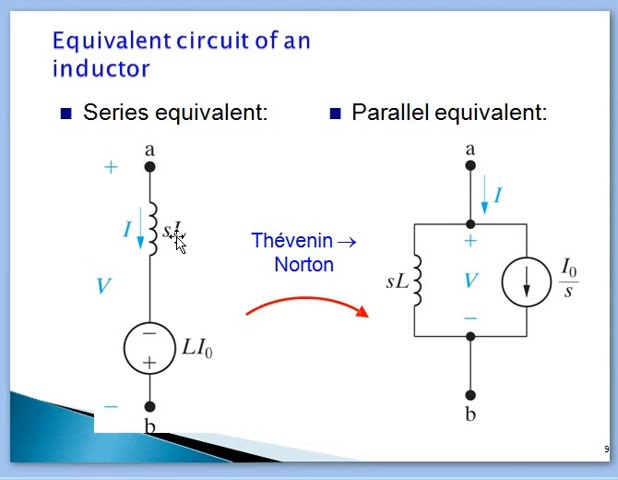 Equivalent circuit of an
inductor
Series equivalent:
Parallel equivalent:
a
+
I
sL
V
−
+
LI₀
−
b
Thévenin →
Norton
a
I
+
sL
V
I₀
s
−
b
9